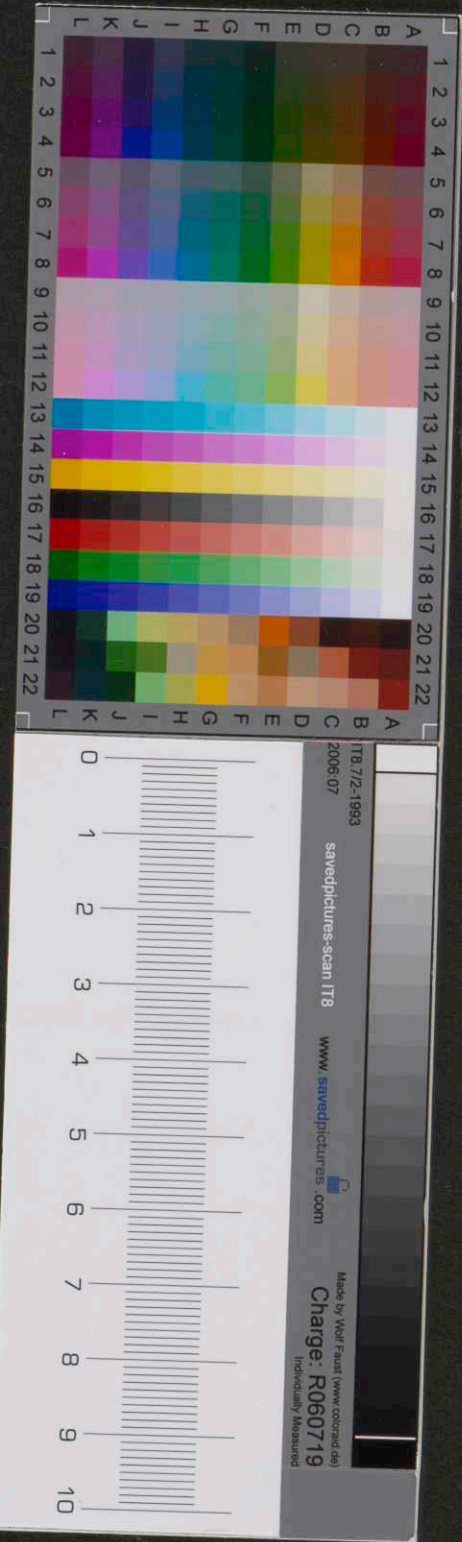 L K J I H G F E D C B A
1 2 3 4 5 6 7 8 9 10 11 12 13 14 15 16 17 18 19 20 21 22
1 2 3 4 5 6 7 8 9 10 11 12 13 14 15 16 17 18 19 20 21 22
L K J I H G F E D C B A
IT8.7/2-1993
2006:07
savedpictures-scan IT8
www.savedpictures.com
Made by Wolf Faust (www.coloraid.de)
Charge: R060719
Individually Measured
0 1 2 3 4 5 6 7 8 9 10